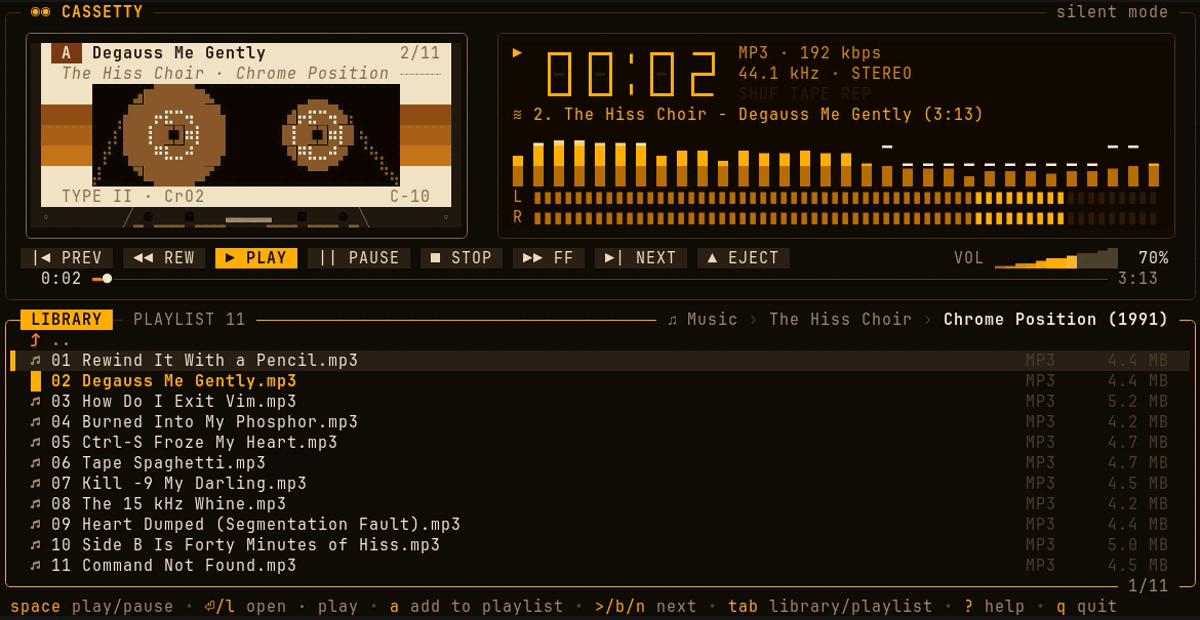 CASSETTY silent mode
A Degauss Me Gently 2/11
The Hiss Choir · Chrome Position
TYPE II · CrO2 C-10
▶ 00:02 MP3 · 192 kbps
44.1 kHz · STEREO
SHUF TAPE REP
≋ 2. The Hiss Choir - Degauss Me Gently (3:13)
L
R
|◀ PREV ◀◀ REW ▶ PLAY || PAUSE ■ STOP ▶▶ FF ▶| NEXT ▲ EJECT VOL 70%
0:02 3:13
LIBRARY PLAYLIST 11 ♫ Music › The Hiss Choir › Chrome Position (1991)
⤴ ..
♬ 01 Rewind It With a Pencil.mp3 MP3 4.4 MB
02 Degauss Me Gently.mp3 MP3 4.4 MB
♬ 03 How Do I Exit Vim.mp3 MP3 5.2 MB
♬ 04 Burned Into My Phosphor.mp3 MP3 4.2 MB
♬ 05 Ctrl-S Froze My Heart.mp3 MP3 4.7 MB
♬ 06 Tape Spaghetti.mp3 MP3 4.7 MB
♬ 07 Kill -9 My Darling.mp3 MP3 4.5 MB
♬ 08 The 15 kHz Whine.mp3 MP3 4.2 MB
♬ 09 Heart Dumped (Segmentation Fault).mp3 MP3 4.4 MB
♬ 10 Side B Is Forty Minutes of Hiss.mp3 MP3 5.0 MB
♬ 11 Command Not Found.mp3 MP3 4.5 MB
1/11
space play/pause · ⏎/l open · play · a add to playlist · >/b/n next · tab library/playlist · ? help · q quit